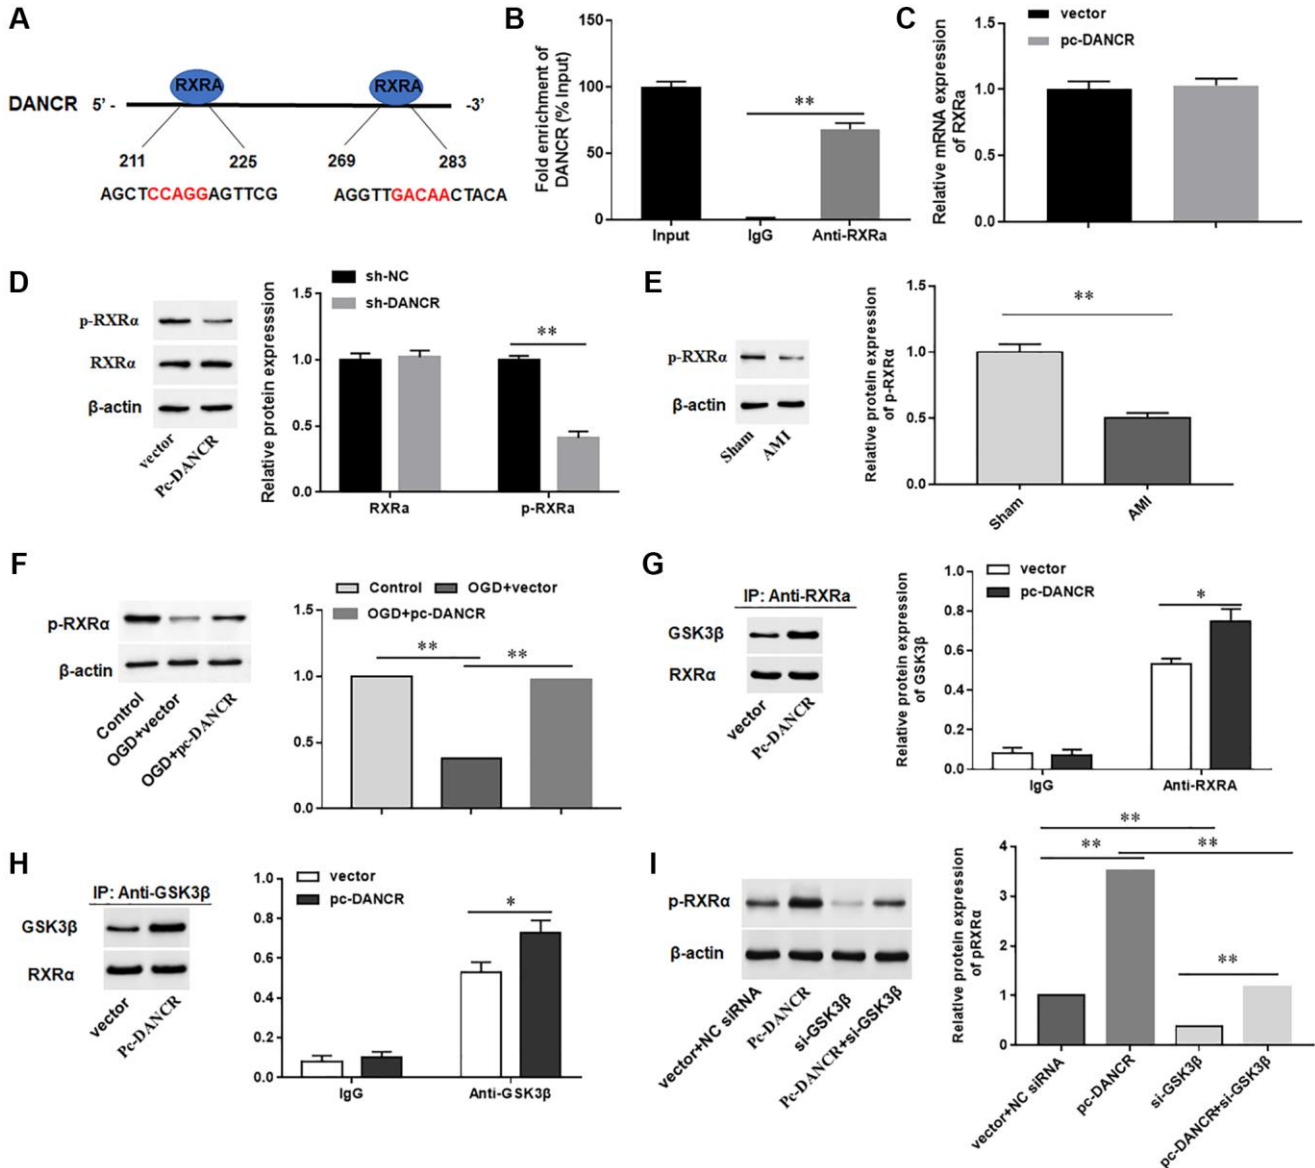 A
RXRA
RXRA
DANCR 5' -
-3'
211
225
269
283
AGCTCCAGGAGTTCG
AGGTTGACAACTACA
B
Fold enrichment of
DANCR (% Input)
150
100
50
0
**
Input
IgG
Anti-RXRa
C
vector
pc-DANCR
Relative mRNA expression
of RXRa
1.5
1.0
0.5
0.0
D
p-RXRα
RXRα
β-actin
vector
Pc-DANCR
sh-NC
sh-DANCR
Relative protein expresssion
1.5
1.0
0.5
0.0
**
RXRa
p-RXRa
E
p-RXRα
β-actin
Sham
AMI
Relative protein expression
of p-RXRα
1.5
1.0
0.5
0.0
**
Sham
AMI
F
p-RXRα
β-actin
Control
OGD+vector
OGD+pc-DANCR
Control
OGD+vector
OGD+pc-DANCR
1.5
1.0
0.5
0.0
**
**
G
IP: Anti-RXRa
GSK3β
RXRα
vector
Pc-DANCR
vector
pc-DANCR
Relative protein expression
of GSK3β
1.0
0.8
0.6
0.4
0.2
0.0
*
IgG
Anti-RXRA
H
IP: Anti-GSK3β
GSK3β
RXRα
vector
Pc-DANCR
vector
pc-DANCR
1.0
0.8
0.6
0.4
0.2
0.0
*
IgG
Anti-GSK3β
I
p-RXRα
β-actin
vector+NC siRNA
Pc-DANCR
si-GSK3β
Pc-DANCR+si-GSK3β
Relative protein expression
of pRXRα
4
3
2
1
0
**
**
**
**
vector+NC siRNA
pc-DANCR
si-GSK3β
pc-DANCR+si-GSK3β